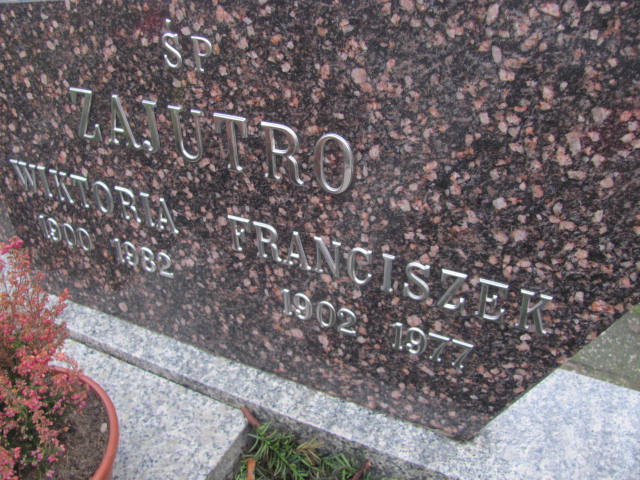 ŚP
ZAJUTRO
WIKTORIA FRANCISZEK
1900 1982 1902 1977